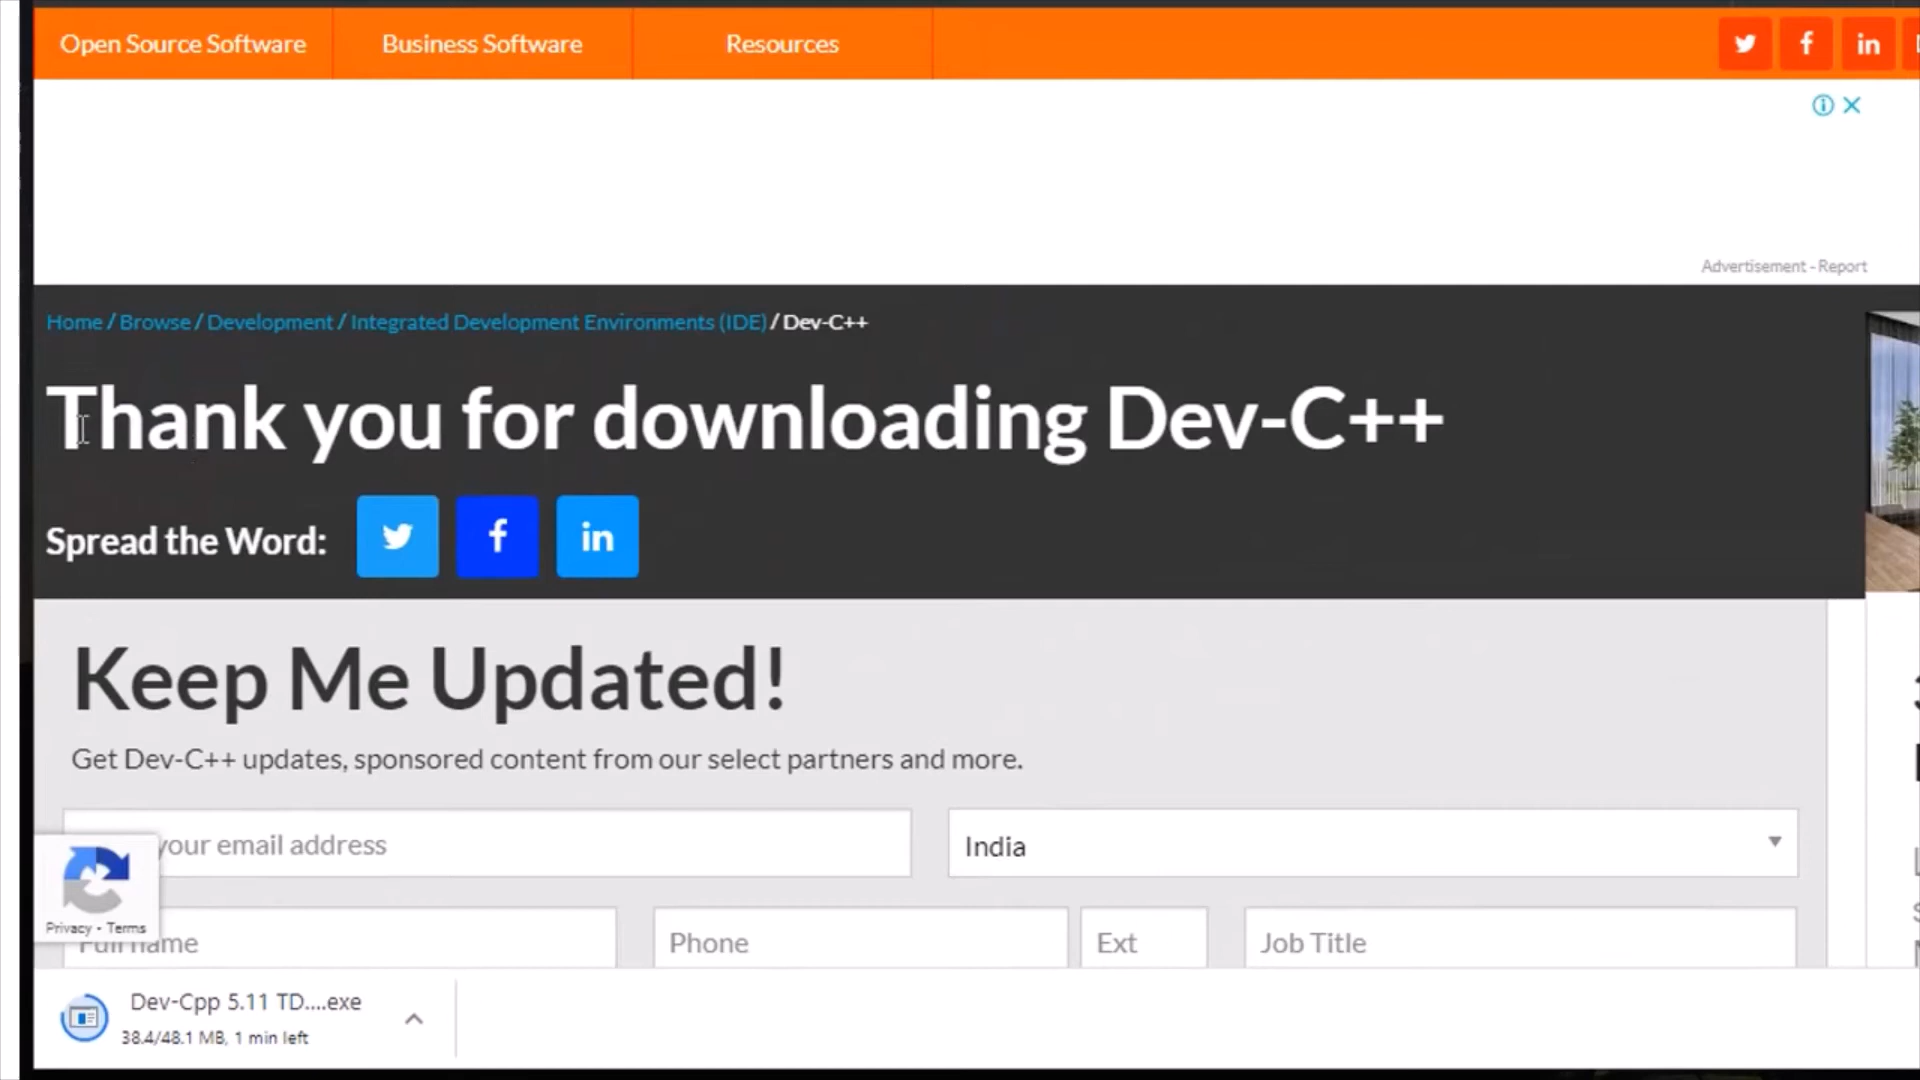 Open Source Software
Business Software
Resources
Advertisement - Report
Home / Browse / Development / Integrated Development Environments (IDE) / Dev-C++
Thank you for downloading Dev-C++
Spread the Word:
Keep Me Updated!
Get Dev-C++ updates, sponsored content from our select partners and more.
your email address
India
Privacy - Terms
Full name
Phone
Ext
Job Title
Dev-Cpp 5.11 TD....exe
38.4/48.1 MB, 1 min left